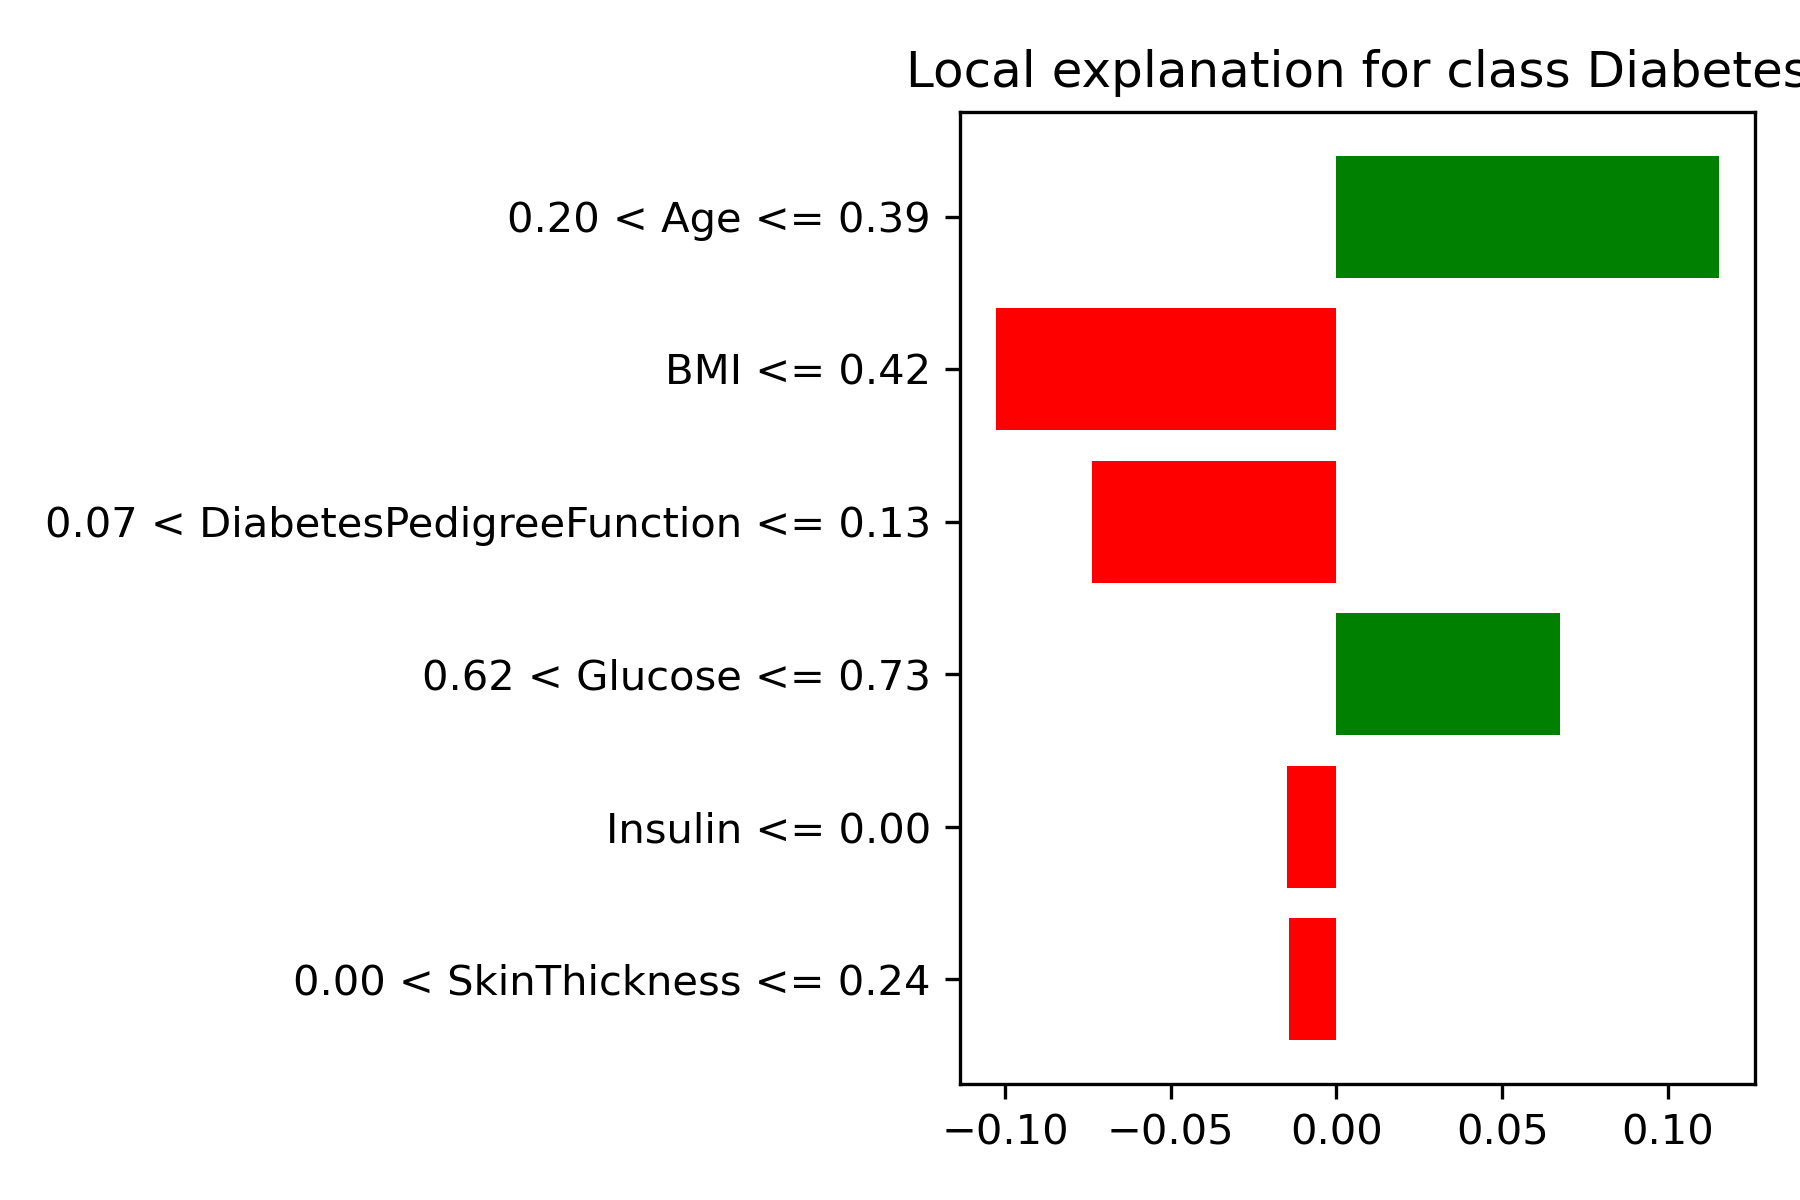 Local explanation for class Diabetes
0.20 < Age <= 0.39
BMI <= 0.42
0.07 < DiabetesPedigreeFunction <= 0.13
0.62 < Glucose <= 0.73
Insulin <= 0.00
0.00 < SkinThickness <= 0.24
−0.10 −0.05 0.00 0.05 0.10